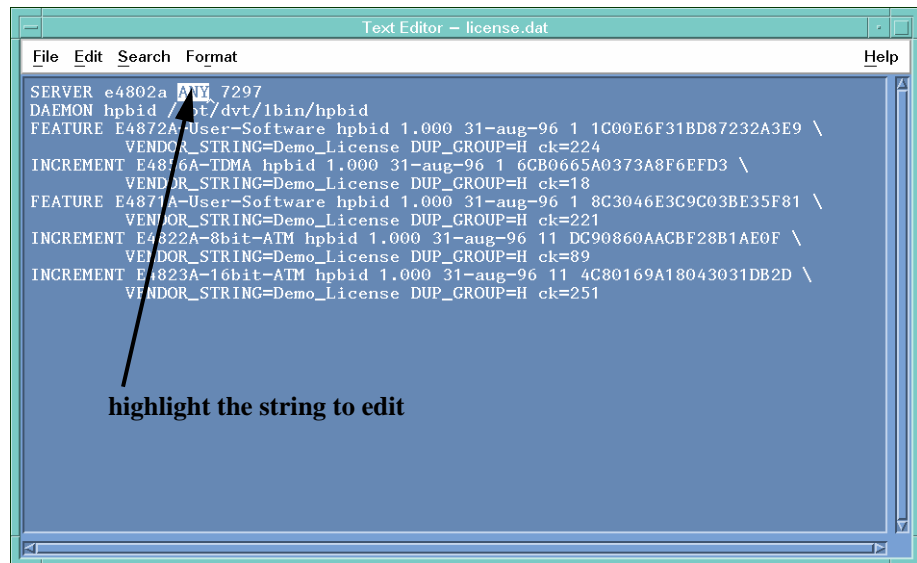 Text Editor – license.dat
File Edit Search Format Help
SERVER e4802a ANY 7297
DAEMON hpbid /opt/dvt/lbin/hpbid
FEATURE E4872A-User-Software hpbid 1.000 31-aug-96 1 1C00E6F31BD87232A3E9 \
VENDOR_STRING=Demo_License DUP_GROUP=H ck=224
INCREMENT E4856A-TDMA hpbid 1.000 31-aug-96 1 6CB0665A0373A8F6EFD3 \
VENDOR_STRING=Demo_License DUP_GROUP=H ck=18
FEATURE E4871A-User-Software hpbid 1.000 31-aug-96 1 8C3046E3C9C03BE35F81 \
VENDOR_STRING=Demo_License DUP_GROUP=H ck=221
INCREMENT E4822A-8bit-ATM hpbid 1.000 31-aug-96 11 DC90860AACBF28B1AE0F \
VENDOR_STRING=Demo_License DUP_GROUP=H ck=89
INCREMENT E4823A-16bit-ATM hpbid 1.000 31-aug-96 11 4C80169A18043031DB2D \
VENDOR_STRING=Demo_License DUP_GROUP=H ck=251
highlight the string to edit